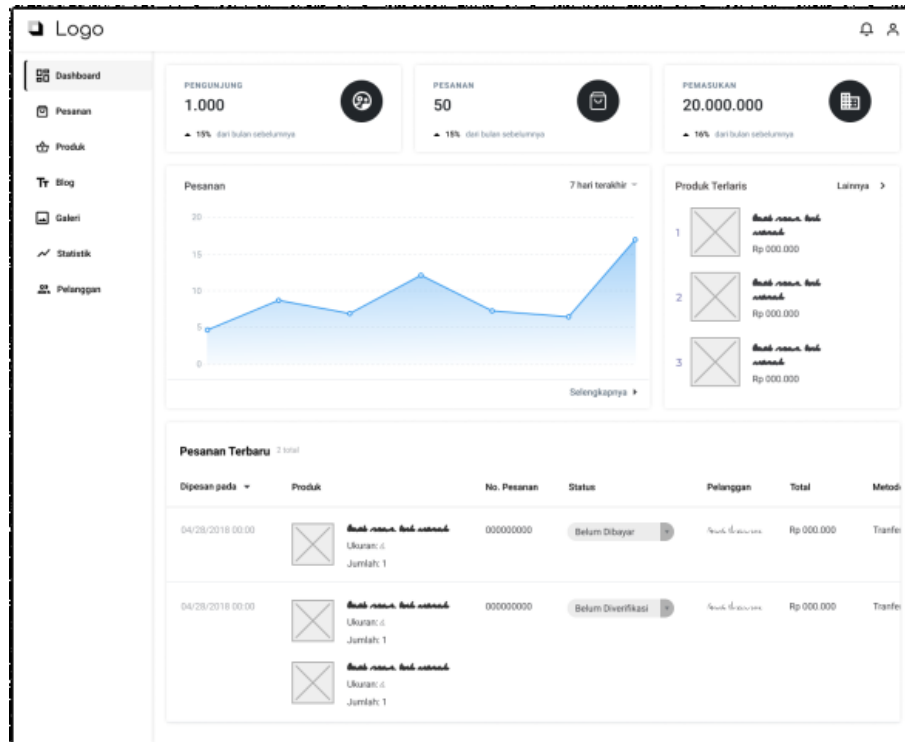 Logo
Dashboard
Pesanan
Produk
Blog
Galeri
Statistik
Pelanggan
PENGUNJUNG
1.000
15% dari bulan sebelumnya
PESANAN
50
15% dari bulan sebelumnya
PEMASUKAN
20.000.000
16% dari bulan sebelumnya
Pesanan
7 hari terakhir
20
15
10
5
0
Selengkapnya
Produk Terlaris
Lainnya
1
Rp 000.000
2
Rp 000.000
3
Rp 000.000
Pesanan Terbaru 2 total
Dipesan pada Produk No. Pesanan Status Pelanggan Total Metod
04/28/2018 00:00 000000000 Belum Dibayar Rp 000.000 Tranfe
Ukuran:
Jumlah: 1
04/28/2018 00:00 000000000 Belum Diverifikasi Rp 000.000 Tranfe
Ukuran:
Jumlah: 1
Ukuran:
Jumlah: 1